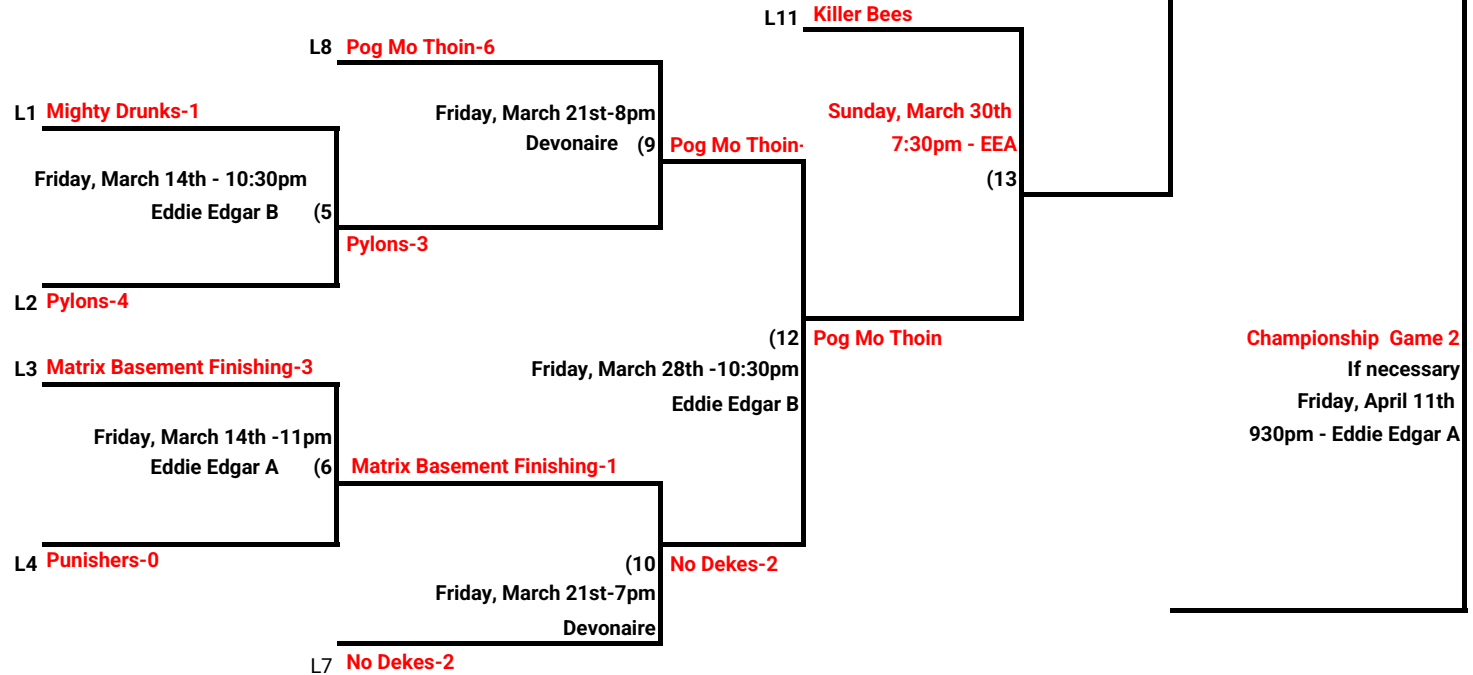 L11 Killer Bees
L8 Pog Mo Thoin-6
L1 Mighty Drunks-1
Friday, March 21st-8pm
Devonaire (9
Pog Mo Thoin-
Sunday, March 30th
7:30pm - EEA
(13
Friday, March 14th - 10:30pm
Eddie Edgar B (5
Pylons-3
L2 Pylons-4
(12
Pog Mo Thoin
Friday, March 28th -10:30pm
Eddie Edgar B
Championship Game 2
If necessary
Friday, April 11th
930pm - Eddie Edgar A
L3 Matrix Basement Finishing-3
Friday, March 14th -11pm
Eddie Edgar A (6
Matrix Basement Finishing-1
L4 Punishers-0
(10
No Dekes-2
Friday, March 21st-7pm
Devonaire
L7 No Dekes-2